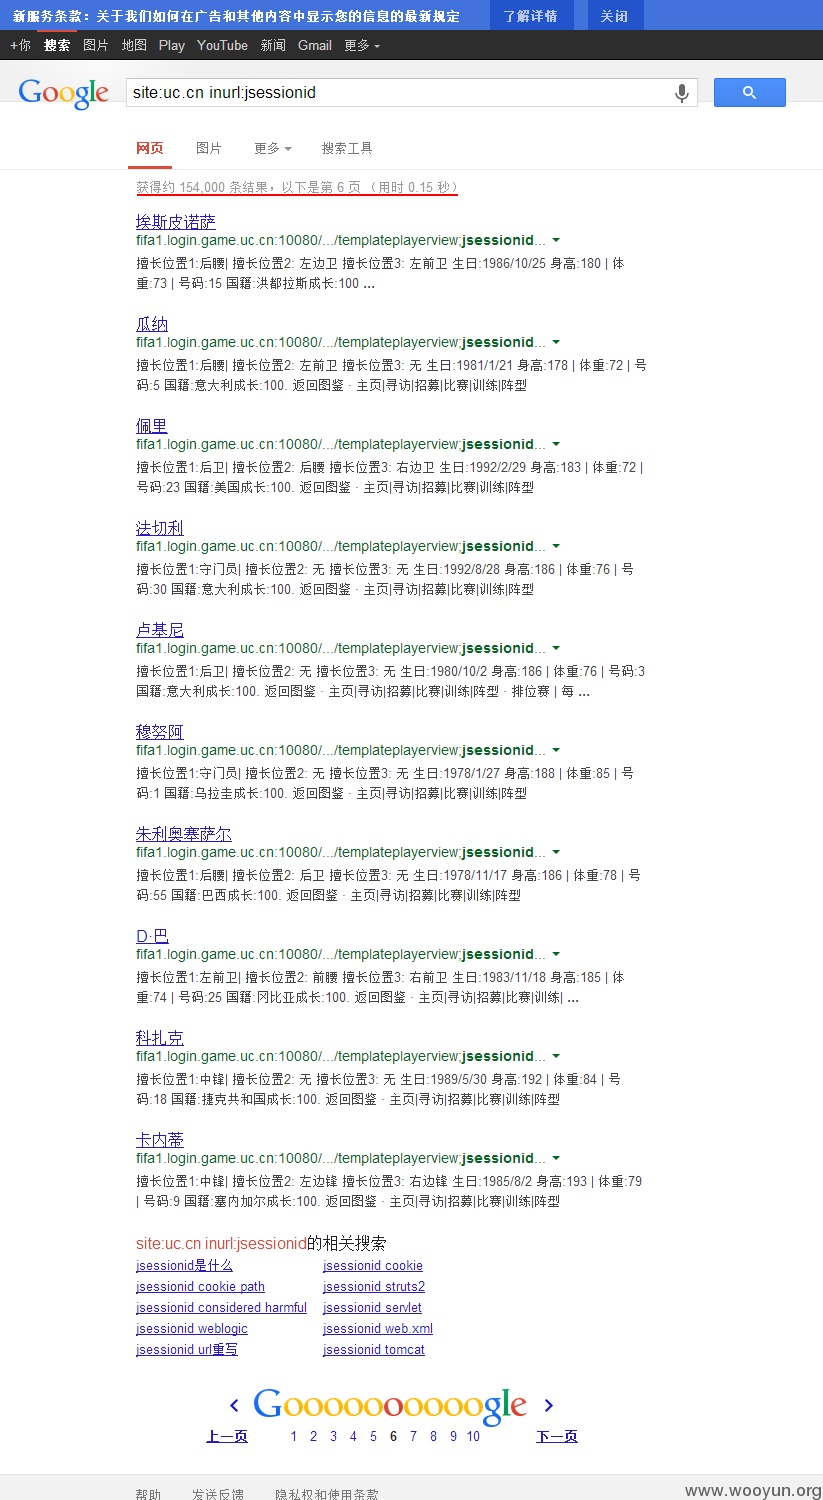 新服务条款：关于我们如何在广告和其他内容中显示您的信息的最新规定 了解详情 关闭
+你 搜索 图片 地图 Play YouTube 新闻 Gmail 更多
Google site:uc.cn inurl:jsessionid
网页 图片 更多 搜索工具
获得约 154,000 条结果，以下是第 6 页 （用时 0.15 秒）
埃斯皮诺萨
fifa1.login.game.uc.cn:10080/.../templateplayerview;jsessionid...
擅长位置1:后腰| 擅长位置2: 左边卫 擅长位置3: 左前卫 生日:1986/10/25 身高:180 | 体
重:73 | 号码:15 国籍:洪都拉斯成长:100 ...
瓜纳
fifa1.login.game.uc.cn:10080/.../templateplayerview;jsessionid...
擅长位置1:后腰| 擅长位置2: 左前卫 擅长位置3: 无 生日:1981/1/21 身高:178 | 体重:72 | 号
码:5 国籍:意大利成长:100. 返回图鉴 · 主页|寻访|招募|比赛|训练|阵型
佩里
fifa1.login.game.uc.cn:10080/.../templateplayerview;jsessionid...
擅长位置1:后卫| 擅长位置2: 后腰 擅长位置3: 右边卫 生日:1992/2/29 身高:183 | 体重:72 |
号码:23 国籍:美国成长:100. 返回图鉴 · 主页|寻访|招募|比赛|训练|阵型
法切利
fifa1.login.game.uc.cn:10080/.../templateplayerview;jsessionid...
擅长位置1:守门员| 擅长位置2: 无 擅长位置3: 无 生日:1992/8/28 身高:186 | 体重:76 | 号
码:30 国籍:意大利成长:100. 返回图鉴 · 主页|寻访|招募|比赛|训练|阵型
卢基尼
fifa1.login.game.uc.cn:10080/.../templateplayerview;jsessionid...
擅长位置1:后卫| 擅长位置2: 无 擅长位置3: 无 生日:1980/10/2 身高:186 | 体重:76 | 号码:3
国籍:意大利成长:100. 返回图鉴 · 主页|寻访|招募|比赛|训练|阵型 · 排位赛 | 每 ...
穆努阿
fifa1.login.game.uc.cn:10080/.../templateplayerview;jsessionid...
擅长位置1:守门员| 擅长位置2: 无 擅长位置3: 无 生日:1978/1/27 身高:188 | 体重:85 | 号
码:1 国籍:乌拉圭成长:100. 返回图鉴 · 主页|寻访|招募|比赛|训练|阵型
朱利奥塞萨尔
fifa1.login.game.uc.cn:10080/.../templateplayerview;jsessionid...
擅长位置1:后腰| 擅长位置2: 后卫 擅长位置3: 无 生日:1978/11/17 身高:186 | 体重:78 | 号
码:55 国籍:巴西成长:100. 返回图鉴 · 主页|寻访|招募|比赛|训练|阵型
D·巴
fifa1.login.game.uc.cn:10080/.../templateplayerview;jsessionid...
擅长位置1:左前卫| 擅长位置2: 前腰 擅长位置3: 右前卫 生日:1983/11/18 身高:185 | 体
重:74 | 号码:25 国籍:冈比亚成长:100. 返回图鉴 · 主页|寻访|招募|比赛|训练| ...
科扎克
fifa1.login.game.uc.cn:10080/.../templateplayerview;jsessionid...
擅长位置1:中锋| 擅长位置2: 无 擅长位置3: 无 生日:1989/5/30 身高:192 | 体重:84 | 号
码:18 国籍:捷克共和国成长:100. 返回图鉴 · 主页|寻访|招募|比赛|训练|阵型
卡内蒂
fifa1.login.game.uc.cn:10080/.../templateplayerview;jsessionid...
擅长位置1:中锋| 擅长位置2: 左边锋 擅长位置3: 右边锋 生日:1985/8/2 身高:193 | 体重:79
| 号码:9 国籍:塞内加尔成长:100. 返回图鉴 · 主页|寻访|招募|比赛|训练|阵型
site:uc.cn inurl:jsessionid的相关搜索
jsessionid是什么 jsessionid cookie
jsessionid cookie path jsessionid struts2
jsessionid considered harmful jsessionid servlet
jsessionid weblogic jsessionid web.xml
jsessionid url重写 jsessionid tomcat
Goooooooooogle
上一页 1 2 3 4 5 6 7 8 9 10 下一页
帮助 发送反馈 隐私权和使用条款
www.wooyun.org